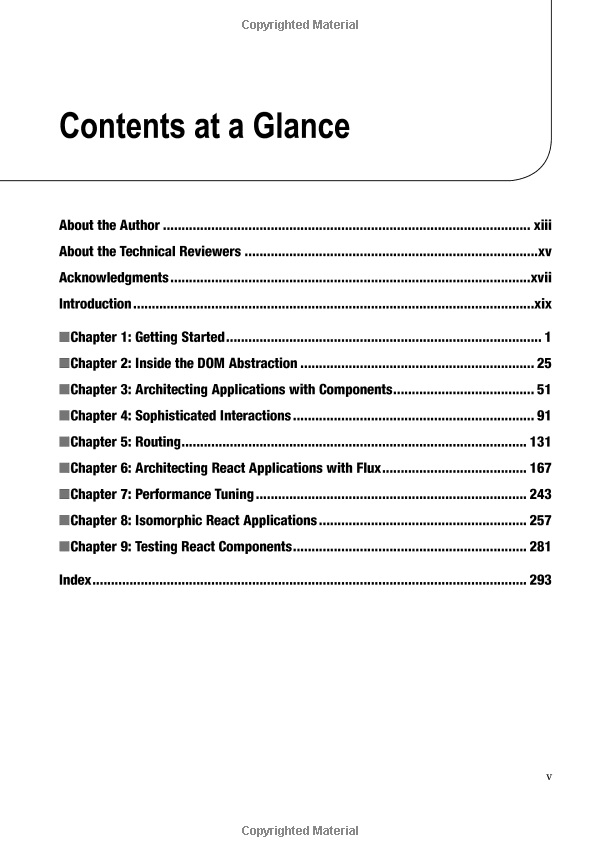 Copyrighted Material
Contents at a Glance
About the Author ................................................................................................... xiii
About the Technical Reviewers ...............................................................................xv
Acknowledgments.................................................................................................xvii
Introduction............................................................................................................xix
■Chapter 1: Getting Started..................................................................................... 1
■Chapter 2: Inside the DOM Abstraction ............................................................... 25
■Chapter 3: Architecting Applications with Components...................................... 51
■Chapter 4: Sophisticated Interactions ................................................................. 91
■Chapter 5: Routing............................................................................................. 131
■Chapter 6: Architecting React Applications with Flux....................................... 167
■Chapter 7: Performance Tuning ......................................................................... 243
■Chapter 8: Isomorphic React Applications ........................................................ 257
■Chapter 9: Testing React Components............................................................... 281
Index..................................................................................................................... 293
v
Copyrighted Material